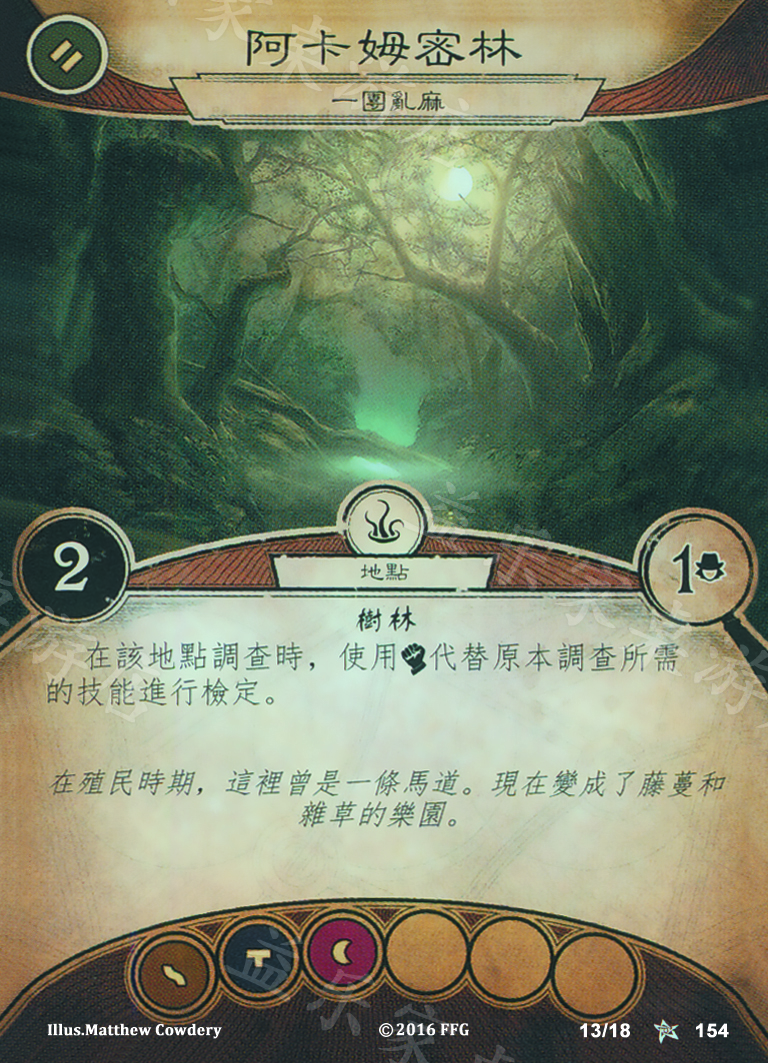 阿卡姆密林
一團亂麻
2
地點
1
樹林
在該地點調查時，使用代替原本調查所需
的技能進行檢定。
在殖民時期，這裡曾是一條馬道。現在變成了藤蔓和
雜草的樂園。
Illus.Matthew Cowdery
©2016 FFG
13/18
154